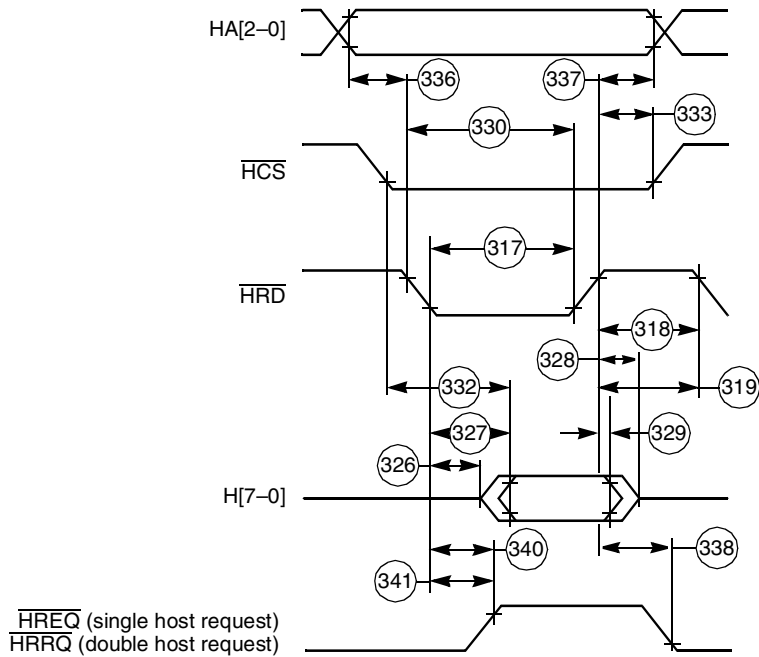 HA[2–0]
336
337
330
333
HCS
317
HRD
318
328
332
319
327
329
326
H[7–0]
340
338
341
HREQ (single host request)
HRRQ (double host request)